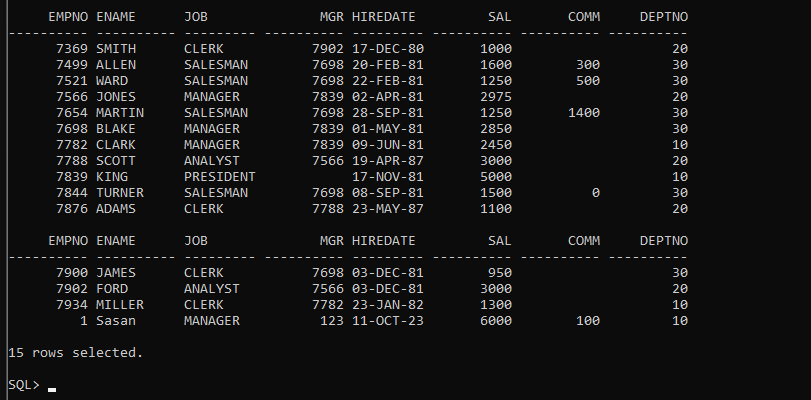 EMPNO ENAME      JOB              MGR HIREDATE         SAL       COMM     DEPTNO
---------- ---------- --------- ---------- --------- ---------- ---------- ----------
      7369 SMITH      CLERK           7902 17-DEC-80       1000                    20
      7499 ALLEN      SALESMAN        7698 20-FEB-81       1600        300         30
      7521 WARD       SALESMAN        7698 22-FEB-81       1250        500         30
      7566 JONES      MANAGER         7839 02-APR-81       2975                    20
      7654 MARTIN     SALESMAN        7698 28-SEP-81       1250       1400         30
      7698 BLAKE      MANAGER         7839 01-MAY-81       2850                    30
      7782 CLARK      MANAGER         7839 09-JUN-81       2450                    10
      7788 SCOTT      ANALYST         7566 19-APR-87       3000                    20
      7839 KING       PRESIDENT            17-NOV-81       5000                    10
      7844 TURNER     SALESMAN        7698 08-SEP-81       1500          0         30
      7876 ADAMS      CLERK           7788 23-MAY-87       1100                    20

     EMPNO ENAME      JOB              MGR HIREDATE         SAL       COMM     DEPTNO
---------- ---------- --------- ---------- --------- ---------- ---------- ----------
      7900 JAMES      CLERK           7698 03-DEC-81        950                    30
      7902 FORD       ANALYST         7566 03-DEC-81       3000                    20
      7934 MILLER     CLERK           7782 23-JAN-82       1300                    10
         1 Sasan      MANAGER          123 11-OCT-23       6000        100         10

15 rows selected.

SQL>